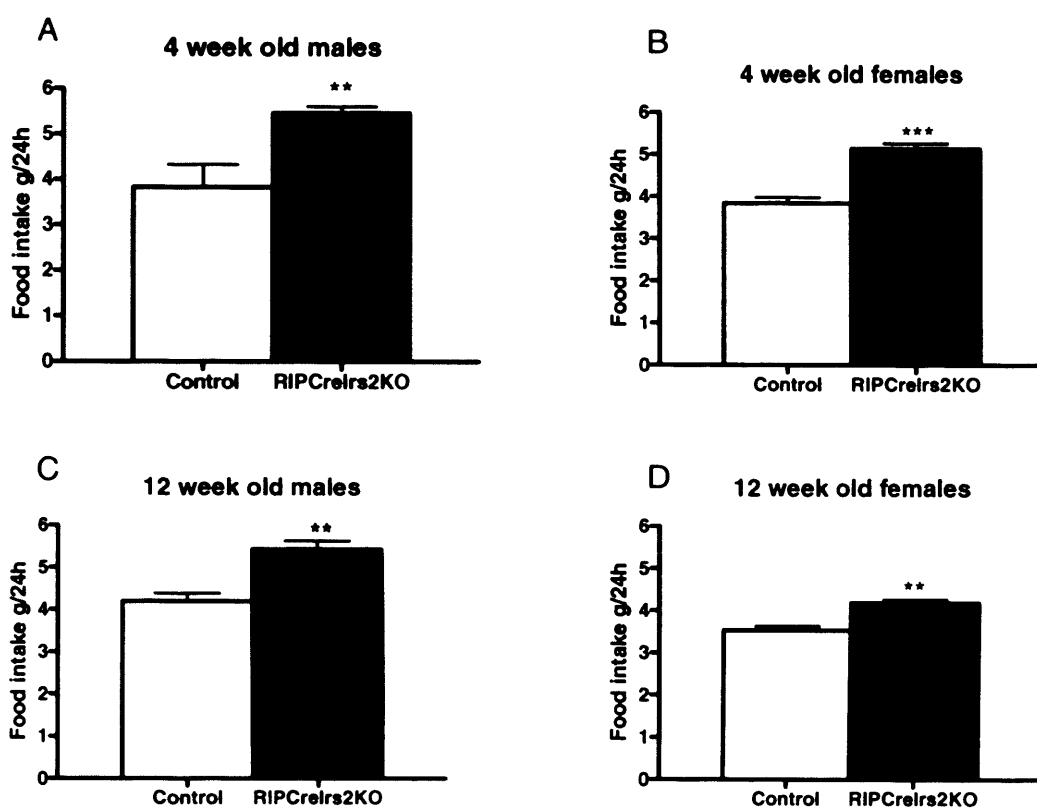 A
4 week old males
Food intake g/24h
6
5
4
3
2
1
0
**
Control RIPCreIrs2KO
B
4 week old females
Food intake g/24h
6
5
4
3
2
1
0
***
Control RIPCreIrs2KO
C
12 week old males
Food intake g/24h
6
5
4
3
2
1
0
**
Control RIPCreIrs2KO
D
12 week old females
Food intake g/24h
6
5
4
3
2
1
0
**
Control RIPCreIrs2KO